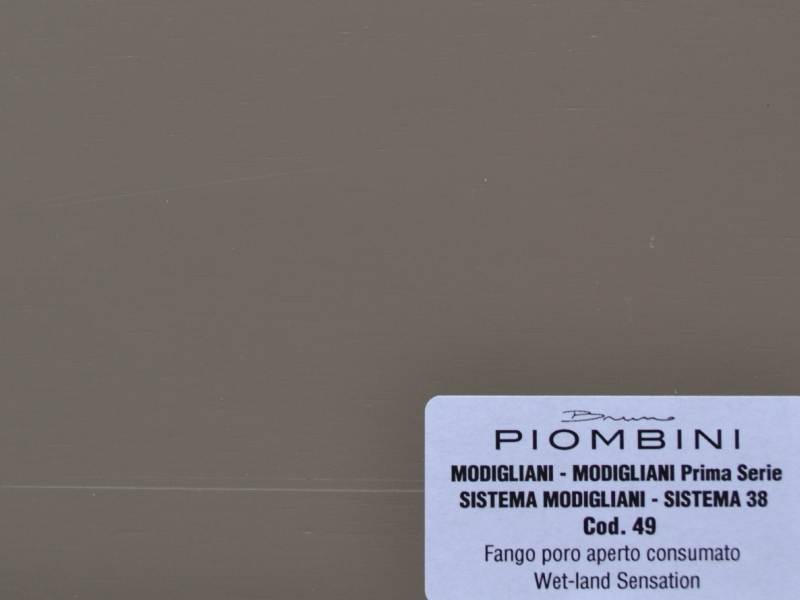 Bruno
PIOMBINI
MODIGLIANI - MODIGLIANI Prima Serie
SISTEMA MODIGLIANI - SISTEMA 38
Cod. 49
Fango poro aperto consumato
Wet-land Sensation